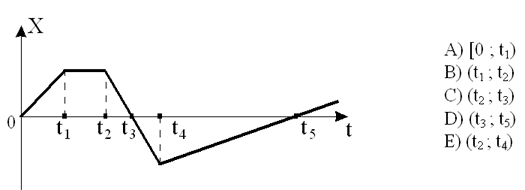 X
0
t₁ t₂ t₃ t₄ t₅ t
A) [0 ; t₁)
B) (t₁ ; t₂)
C) (t₂ ; t₃)
D) (t₃ ; t₅)
E) (t₂ ; t₄)